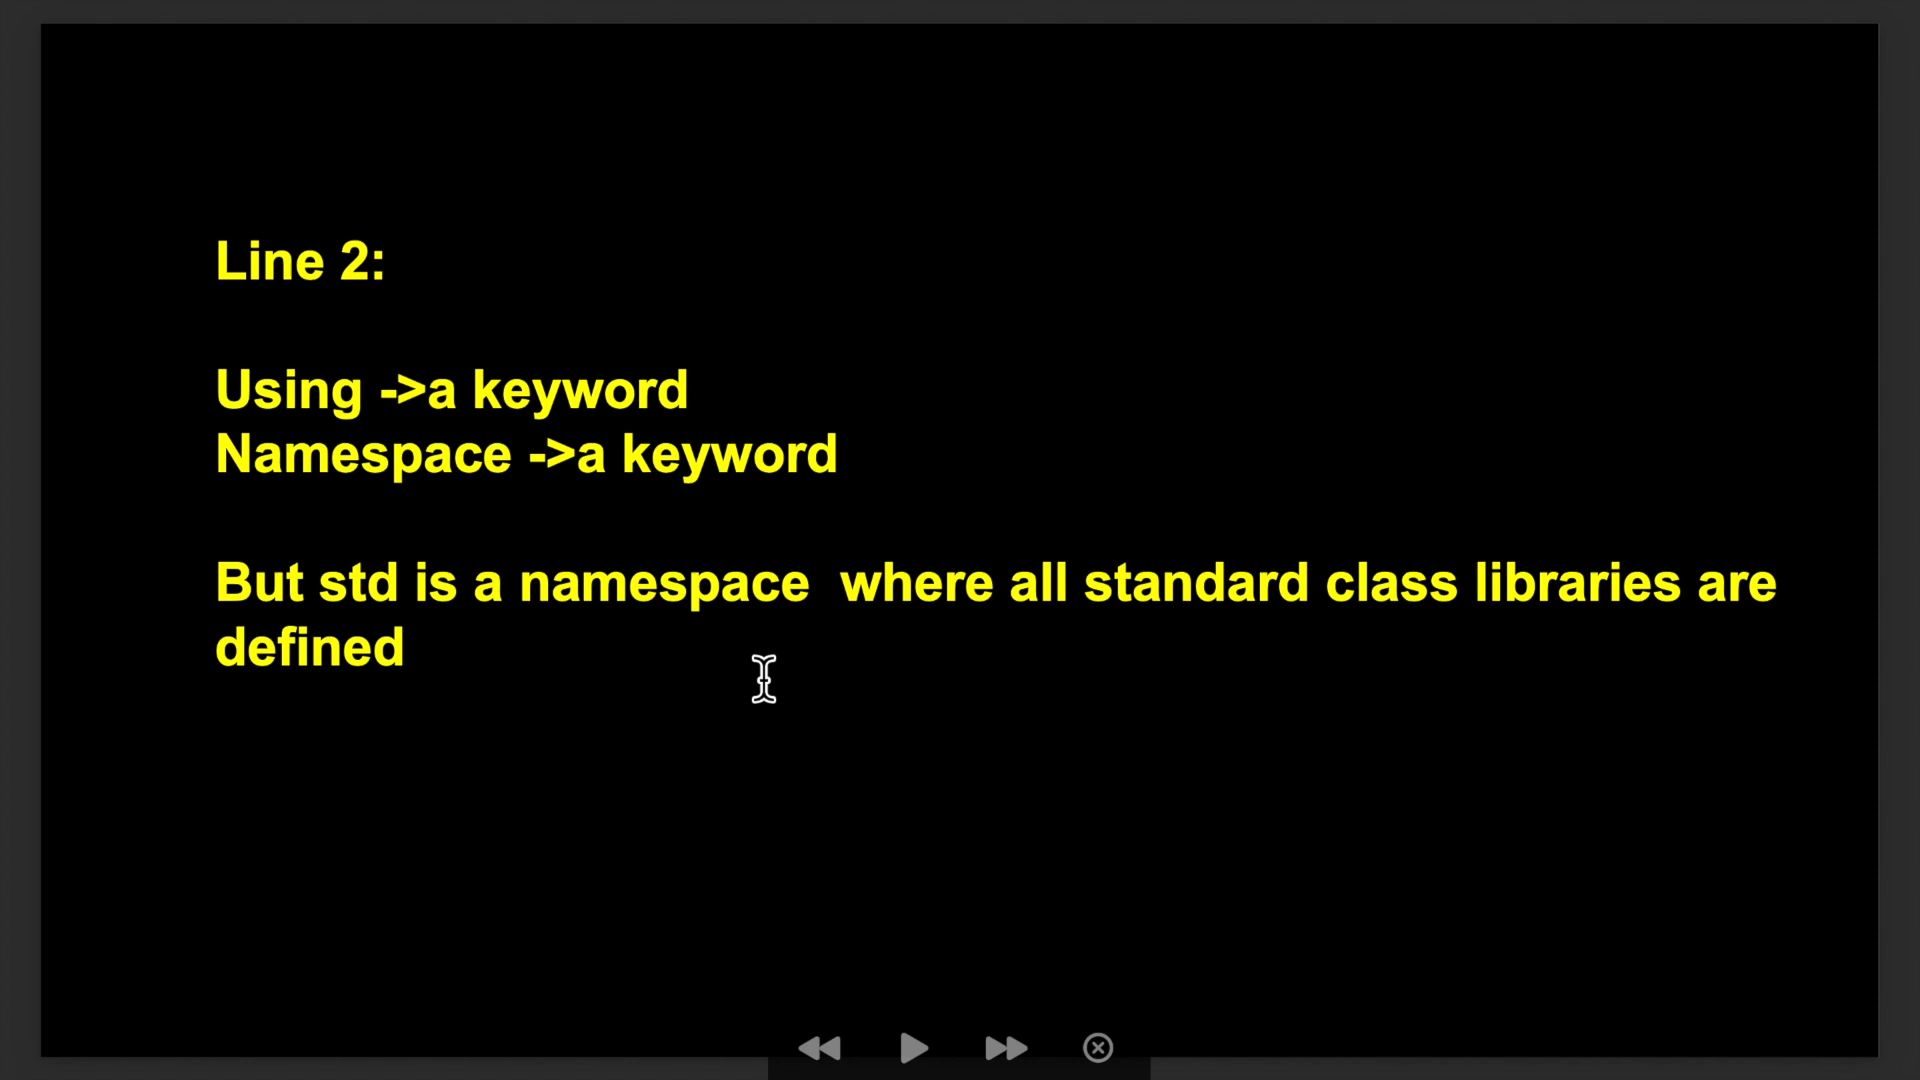 Line 2:
Using ->a keyword
Namespace ->a keyword
But std is a namespace  where all standard class libraries are
defined